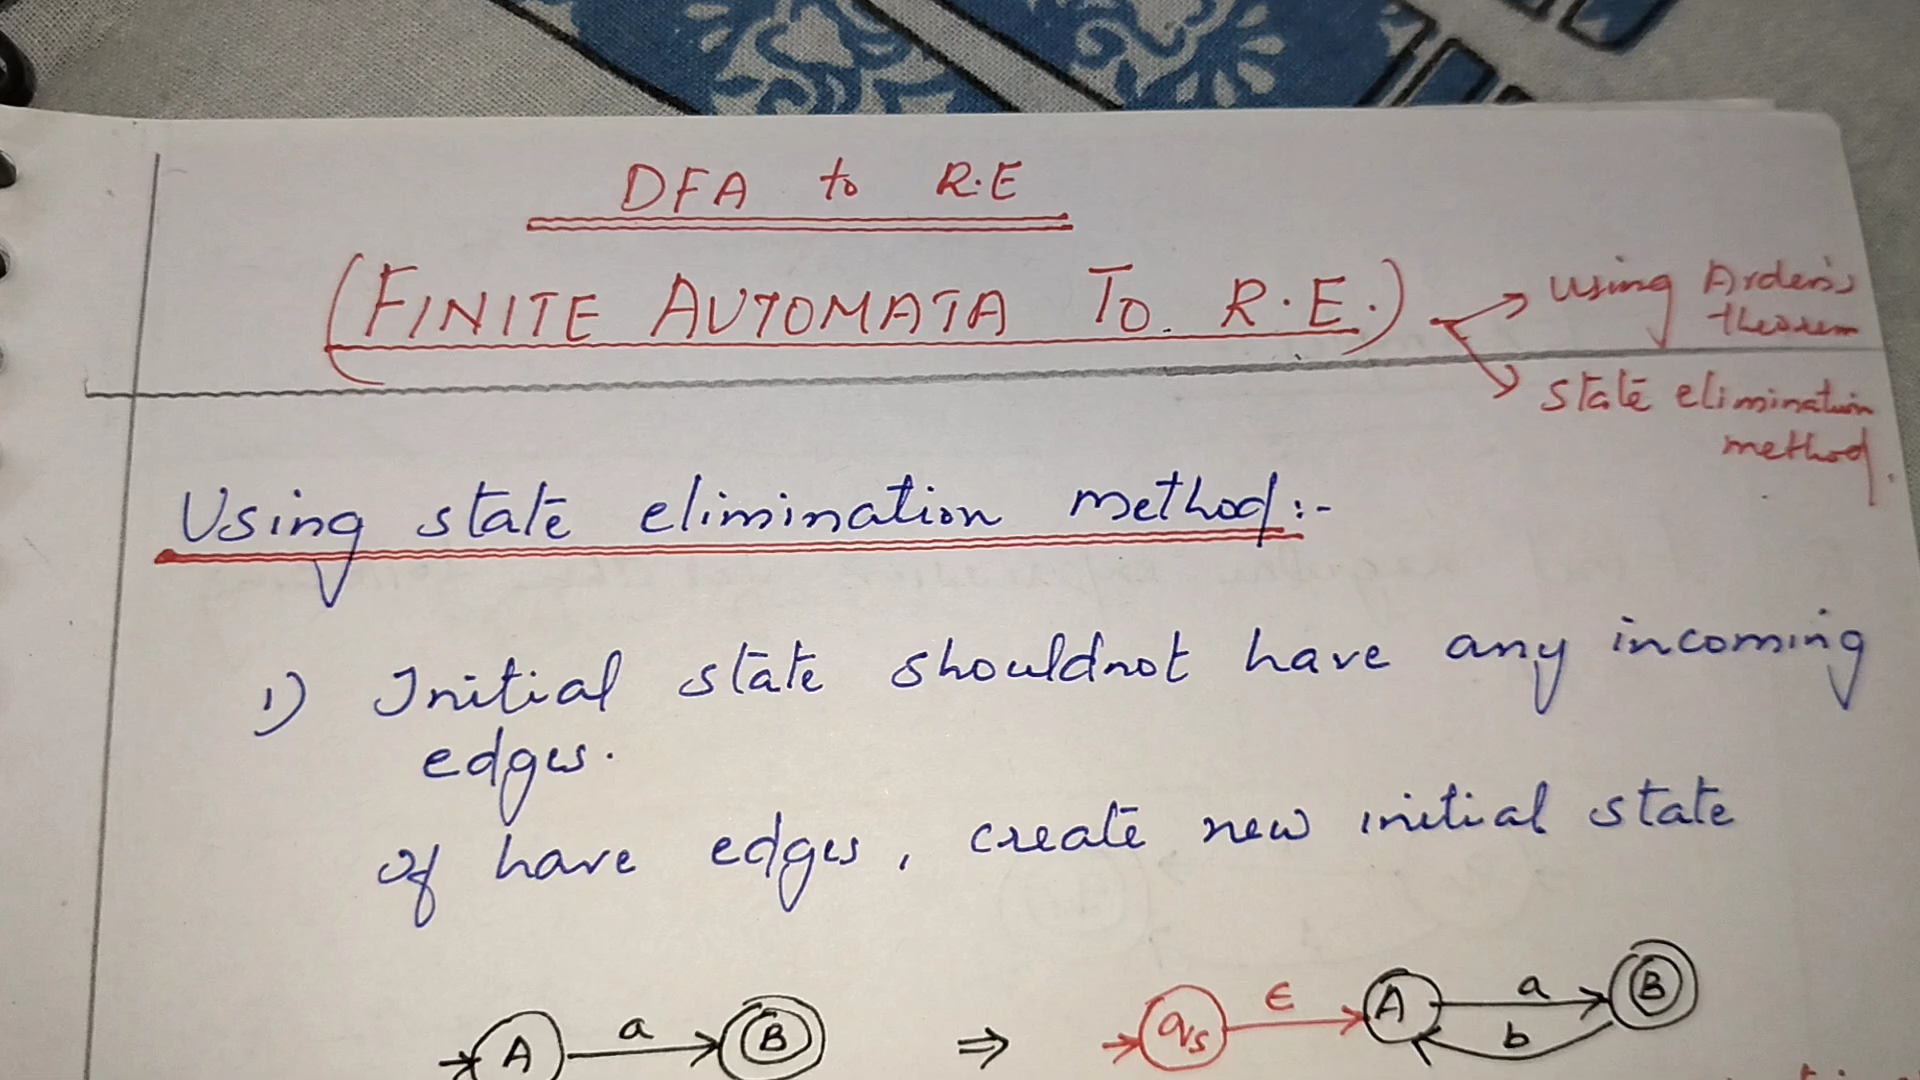 DFA to R.E
(FINITE AUTOMATA TO R.E.)
using Arden's
theorem
state elimination
method.
Using state elimination method:-
1) Initial state shouldnot have any incoming
edges.
If have edges, create new initial state
A a B ⇒ qs ϵ A a B
b